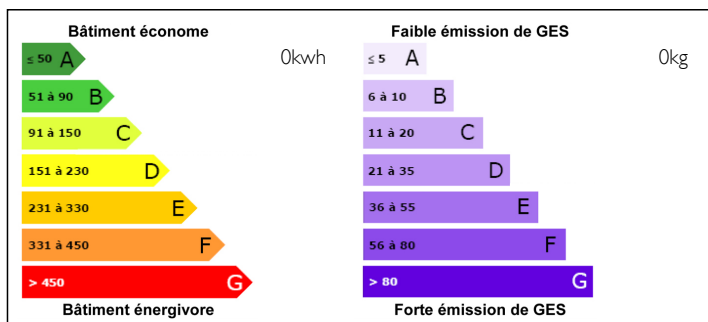 Bâtiment économe
≤ 50 A 0kwh
51 à 90 B
91 à 150 C
151 à 230 D
231 à 330 E
331 à 450 F
> 450 G
Bâtiment énergivore
Faible émission de GES
≤ 5 A 0kg
6 à 10 B
11 à 20 C
21 à 35 D
36 à 55 E
56 à 80 F
> 80 G
Forte émission de GES